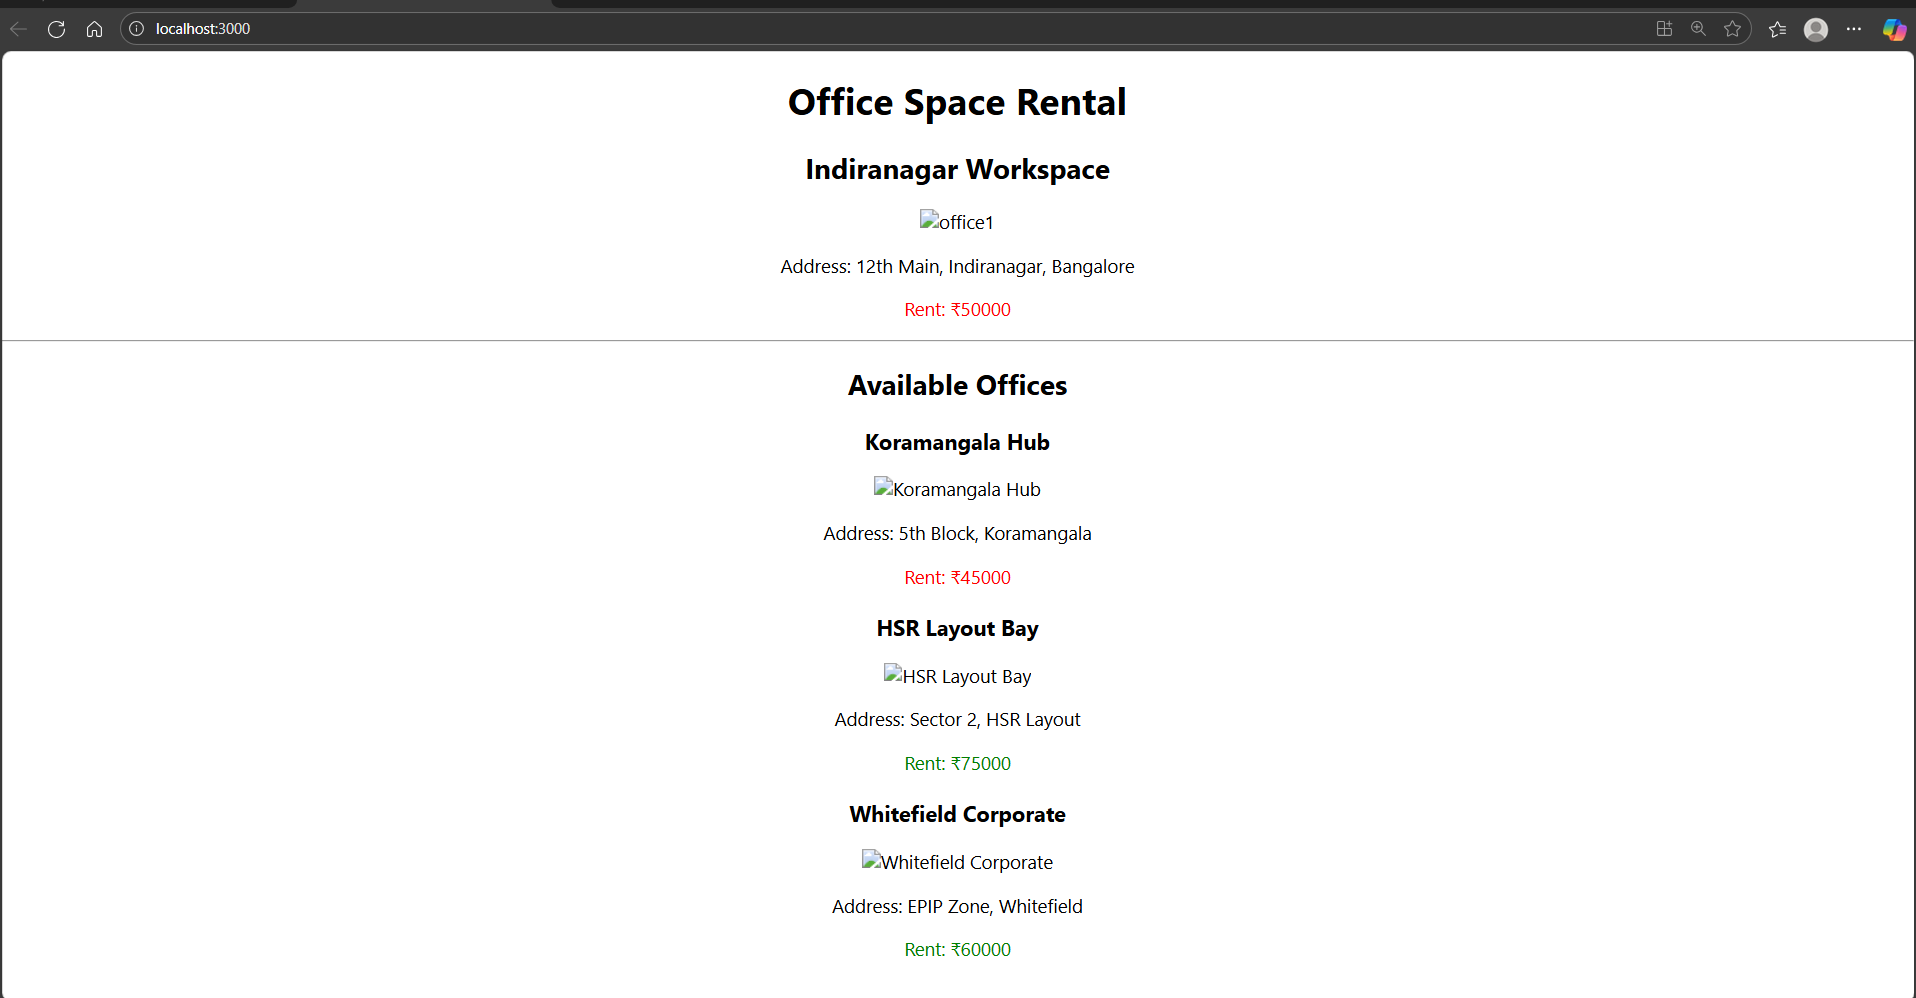 localhost:3000
Office Space Rental
Indiranagar Workspace
office1
Address: 12th Main, Indiranagar, Bangalore
Rent: ₹50000
Available Offices
Koramangala Hub
Koramangala Hub
Address: 5th Block, Koramangala
Rent: ₹45000
HSR Layout Bay
HSR Layout Bay
Address: Sector 2, HSR Layout
Rent: ₹75000
Whitefield Corporate
Whitefield Corporate
Address: EPIP Zone, Whitefield
Rent: ₹60000